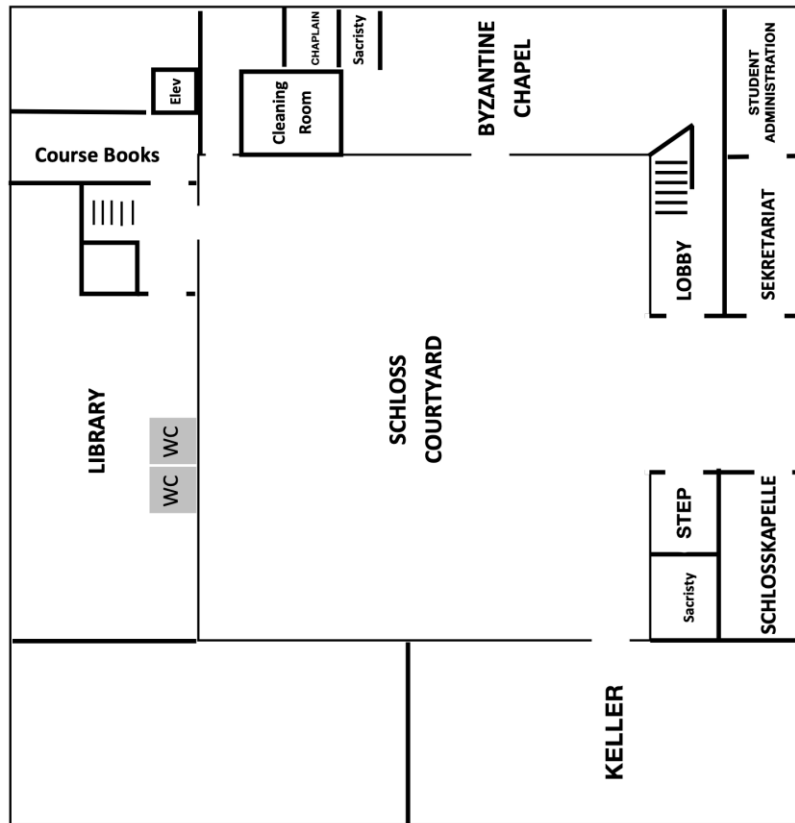 CHAPLAIN
Sacristy
Elev
Cleaning
Room
BYZANTINE
CHAPEL
STUDENT
ADMINISTRATION
Course Books
LOBBY
SEKRETARIAT
SCHLOSS
COURTYARD
LIBRARY
WC
WC
STEP
Sacristy
SCHLOSSKAPELLE
KELLER